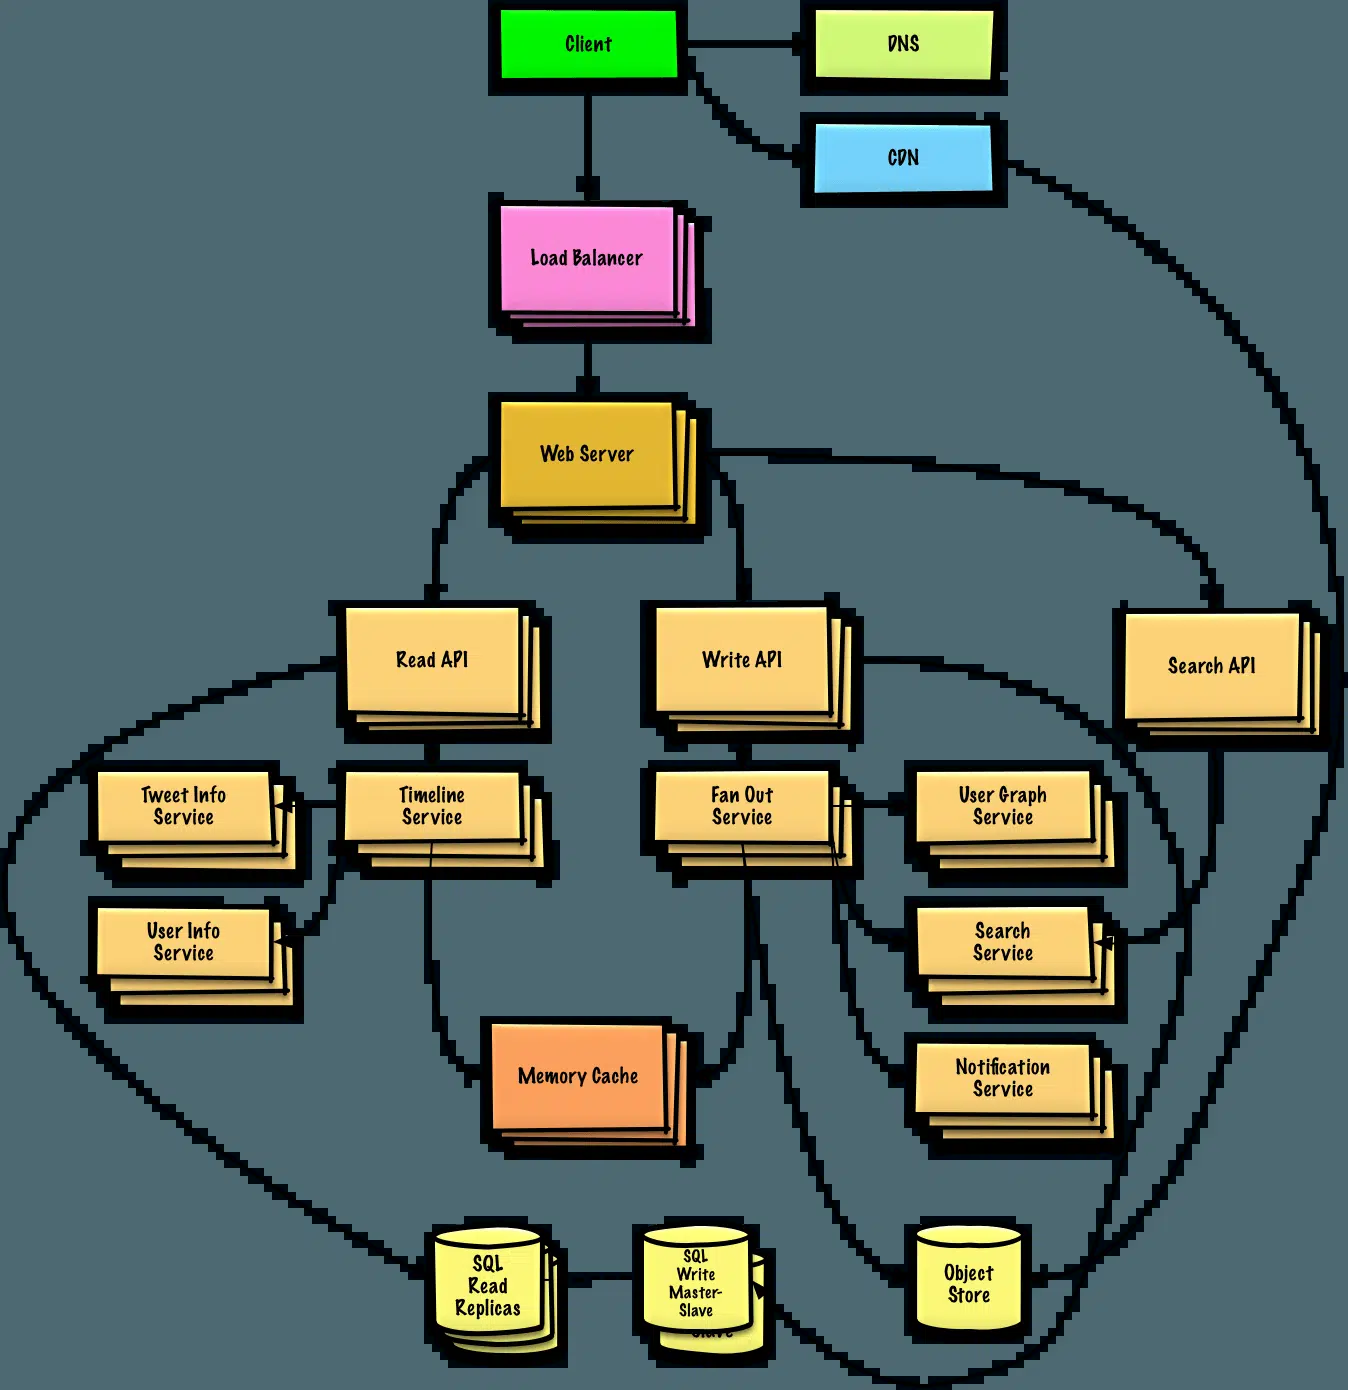 Client
DNS
CDN
Load Balancer
Web Server
Read API
Write API
Search API
Tweet Info
Service
Timeline
Service
Fan Out
Service
User Graph
Service
User Info
Service
Search
Service
Memory Cache
Notification
Service
SQL
Read
Replicas
SQL
Write
Master-
Slave
Slave
Object
Store